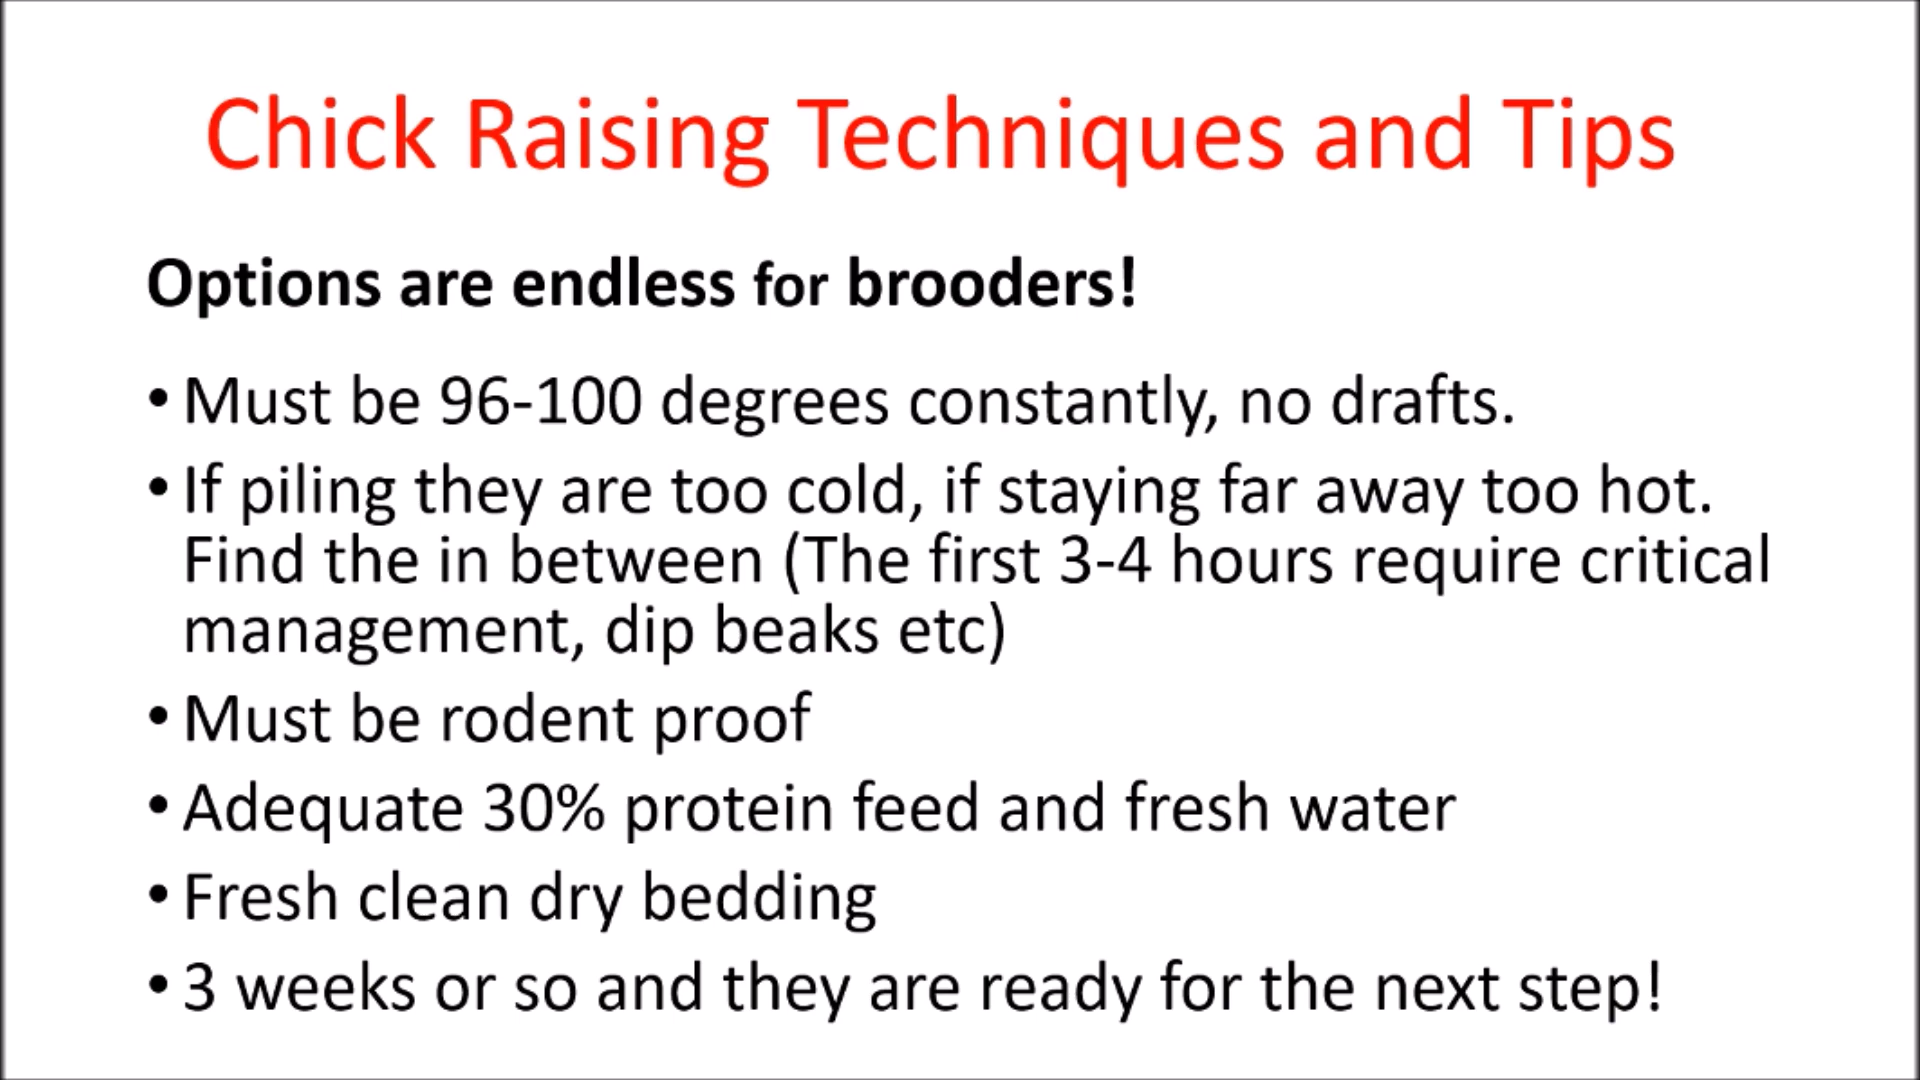 Chick Raising Techniques and Tips
Options are endless for brooders!
• Must be 96-100 degrees constantly, no drafts.
• If piling they are too cold, if staying far away too hot.
Find the in between (The first 3-4 hours require critical
management, dip beaks etc)
• Must be rodent proof
• Adequate 30% protein feed and fresh water
• Fresh clean dry bedding
• 3 weeks or so and they are ready for the next step!